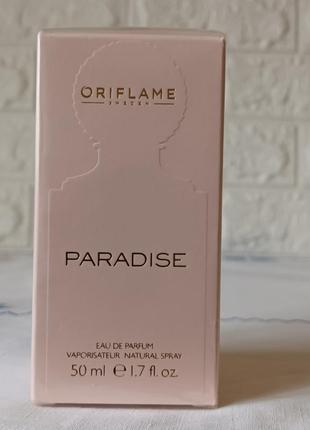 ORIFLAME
SWEDEN
PARADISE
EAU DE PARFUM
VAPORISATEUR NATURAL SPRAY
50 ml ℮ 1.7 fl. oz.